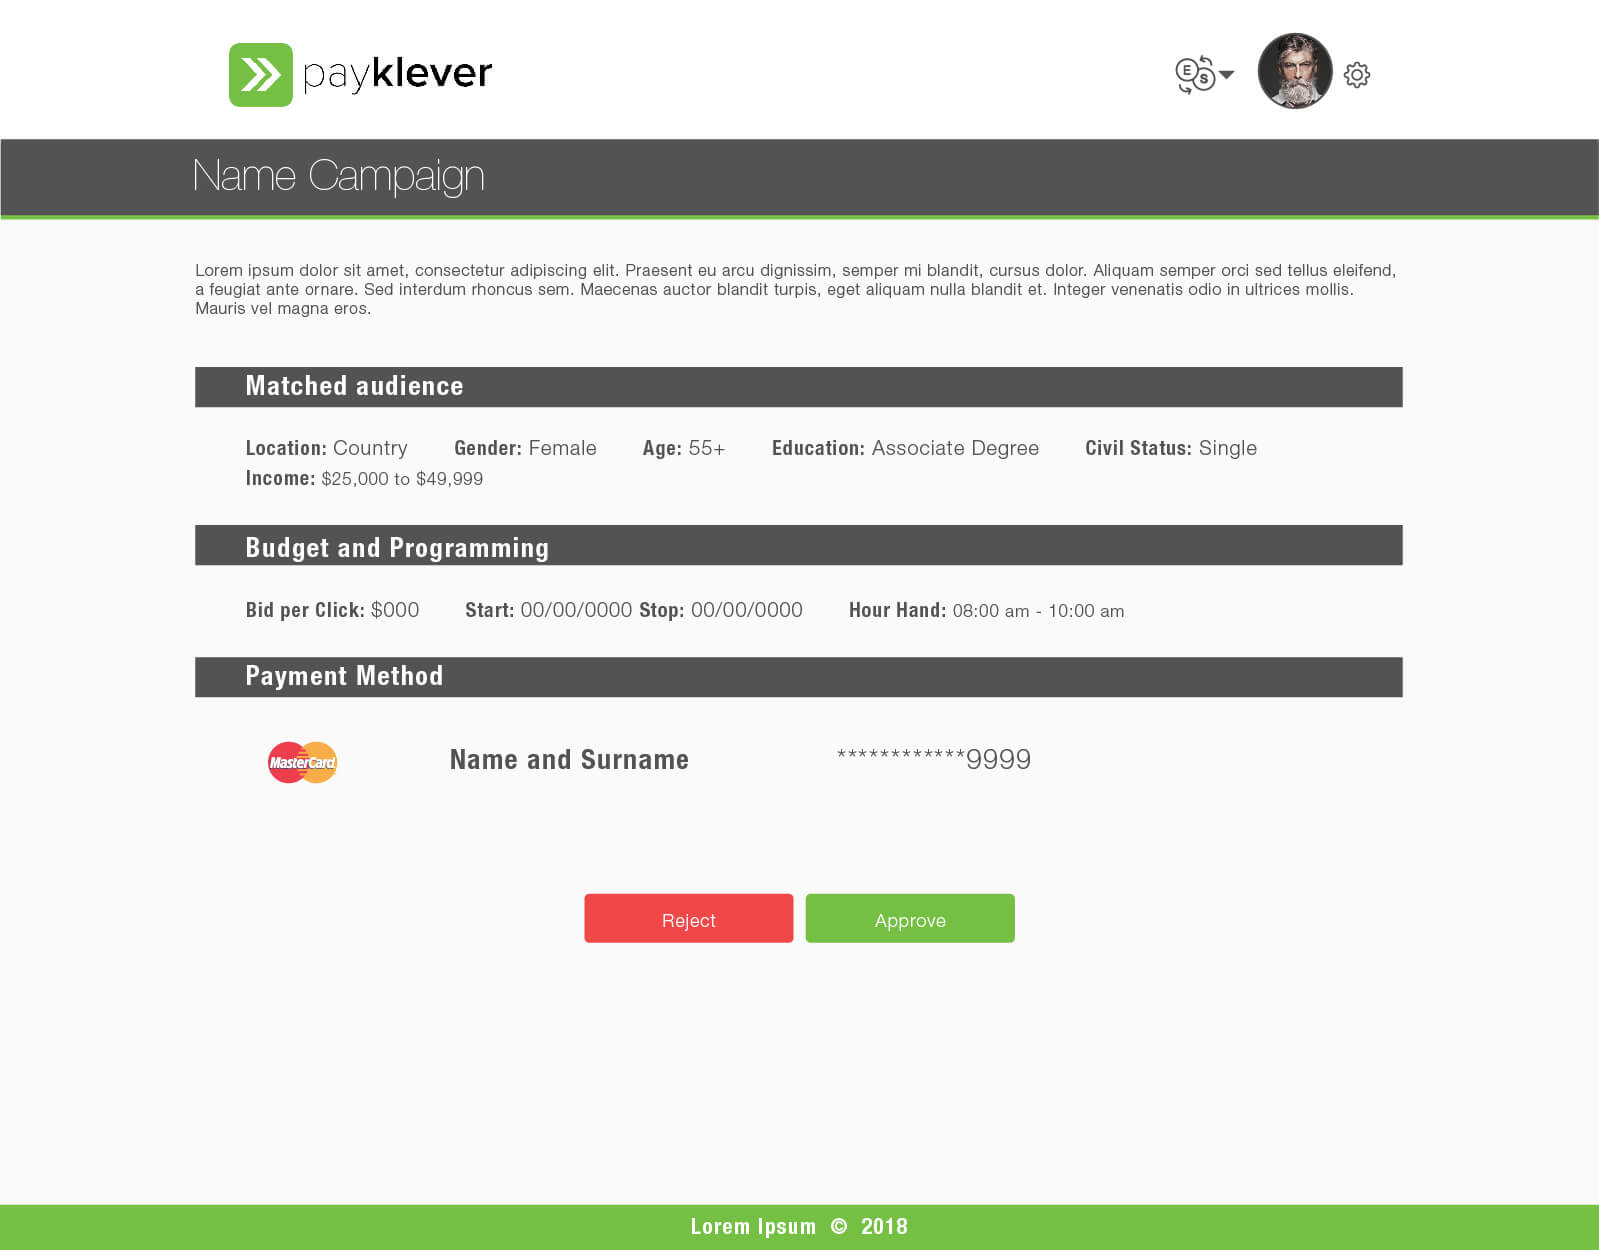 payklever
E S
Name Campaign
Lorem ipsum dolor sit amet, consectetur adipiscing elit. Praesent eu arcu dignissim, semper mi blandit, cursus dolor. Aliquam semper orci sed tellus eleifend,
a feugiat ante ornare. Sed interdum rhoncus sem. Maecenas auctor blandit turpis, eget aliquam nulla blandit et. Integer venenatis odio in ultrices mollis.
Mauris vel magna eros.
Matched audience
Location: Country Gender: Female Age: 55+ Education: Associate Degree Civil Status: Single
Income: $25,000 to $49,999
Budget and Programming
Bid per Click: $000 Start: 00/00/0000 Stop: 00/00/0000 Hour Hand: 08:00 am - 10:00 am
Payment Method
MasterCard Name and Surname ************9999
Reject Approve
Lorem Ipsum © 2018